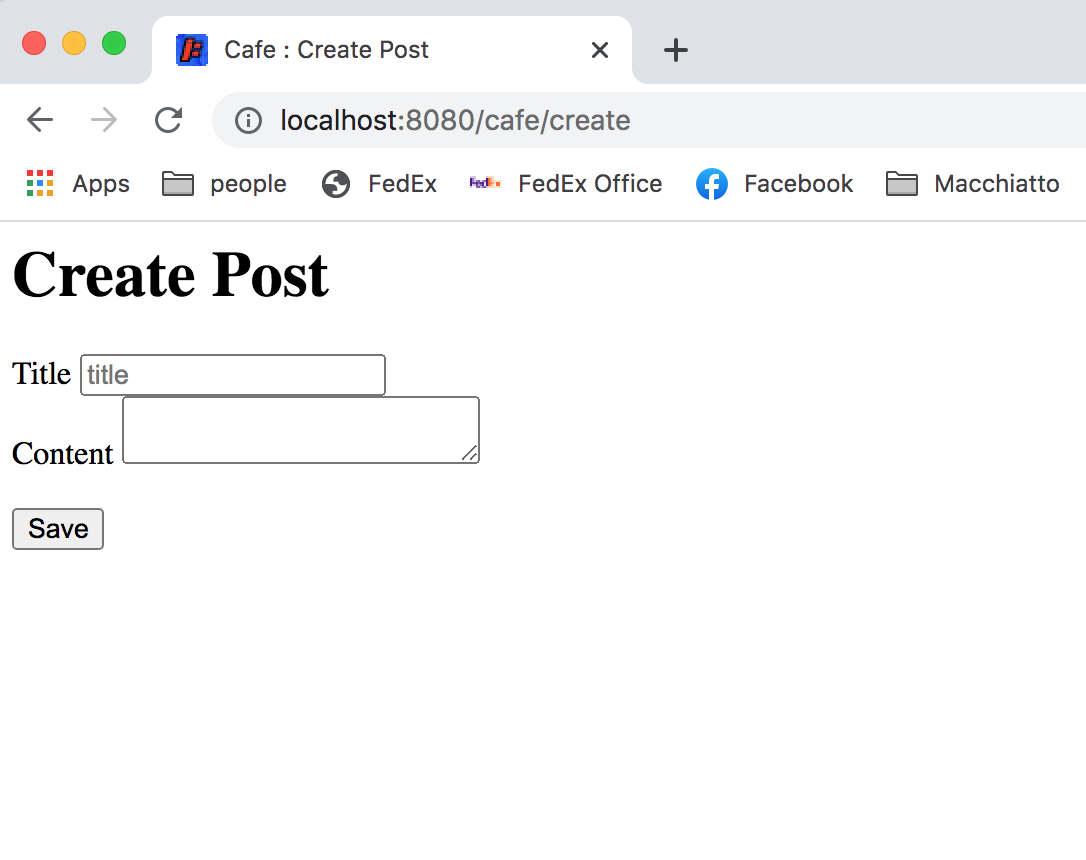 Cafe : Create Post
localhost:8080/cafe/create
Apps people FedEx FedEx Office Facebook Macchiatto
Create Post
Title title
Content
Save